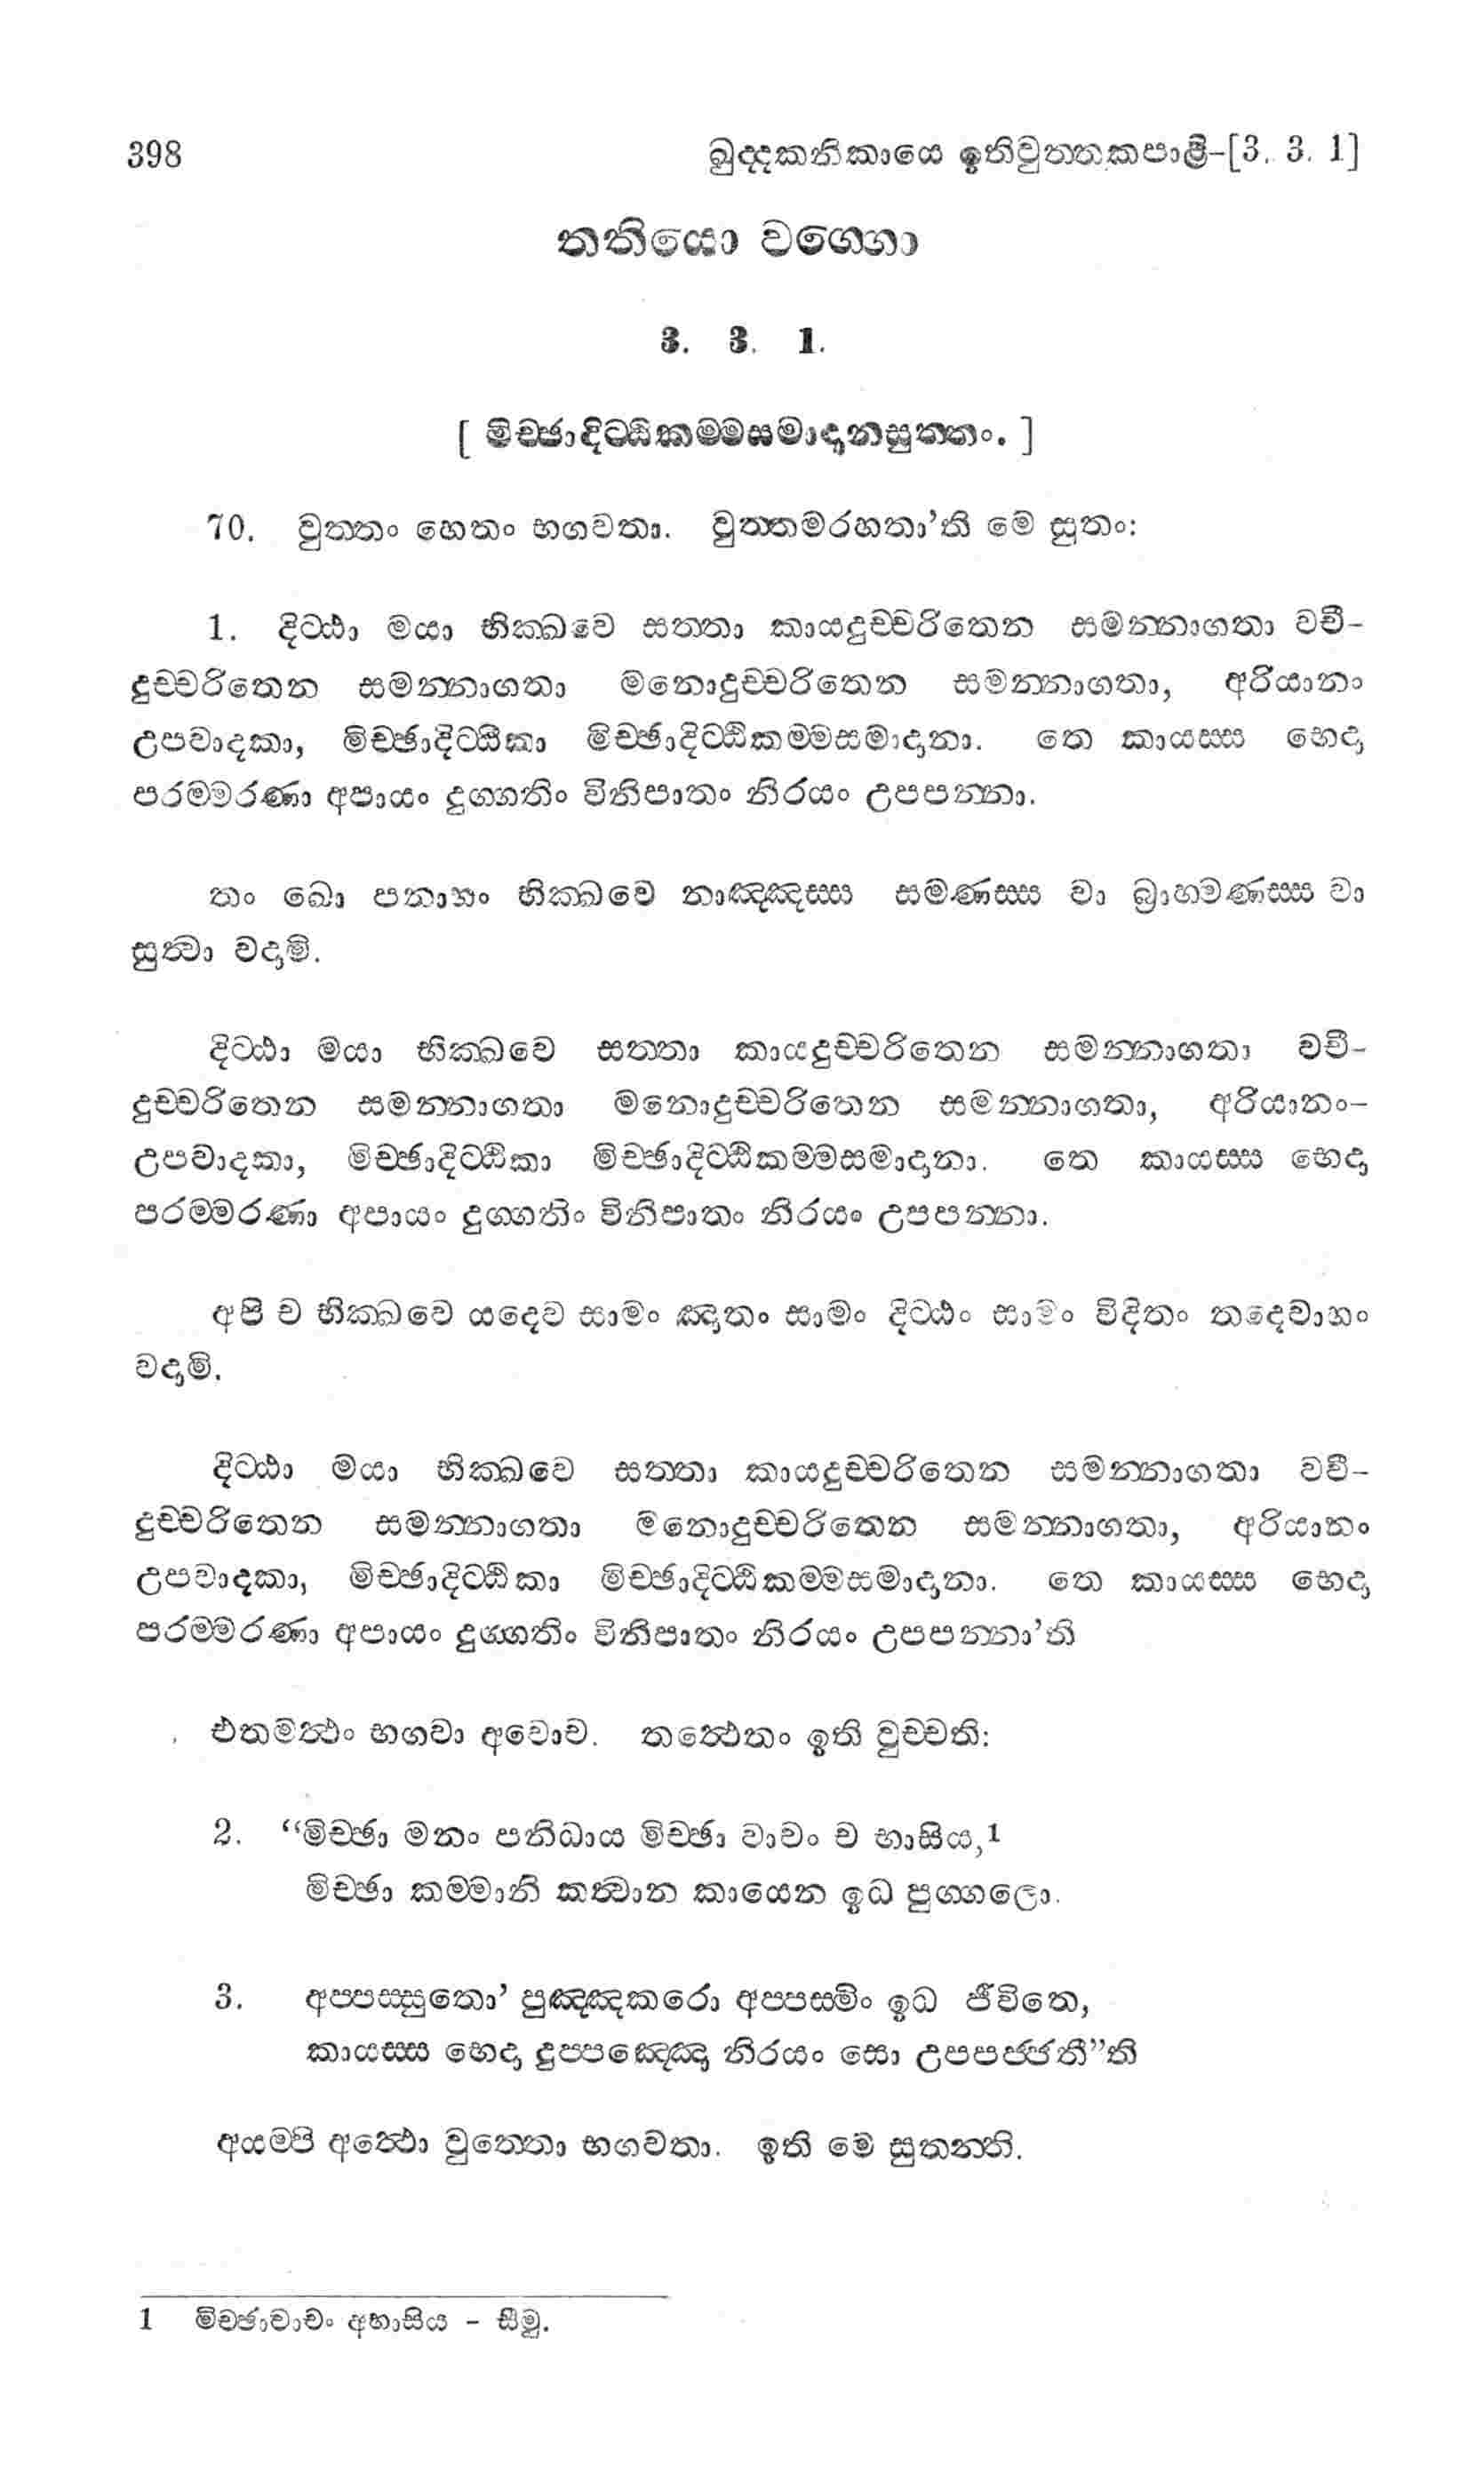 398 ඛුද්දකනිකායෙ ඉතිවුත්තකපාළි-[3. 3. 1]
තතියො වග්ගො
3. 3. 1.
[ මිච්ඡාදිට්ඨිකම්මසමාදානසුත්තං. ]
70. වුත්තං හෙතං භගවතා. වුත්තමරහතා’ති මෙ සුතං:
1. දිට්ඨා මයා භික්ඛවෙ සත්තා කායදුච්චරිතෙන සමන්නාගතා වචී-
දුච්චරිතෙන සමන්නාගතා මනොදුච්චරිතෙන සමන්නාගතා, අරියානං
උපවාදකා, මිච්ඡාදිට්ඨිකා මිච්ඡාදිට්ඨිකම්මසමාදානා. තෙ කායස්ස භෙදා
පරම්මරණා අපායං දුග්ගතිං විනිපාතං නිරයං උපපන්නා.
තං ඛො පනාහං භික්ඛවෙ නාඤ්ඤස්ස සමණස්ස වා බ්‍රාහ්මණස්ස වා
සුත්වා වදාමි.
දිට්ඨා මයා භික්ඛවෙ සත්තා කායදුච්චරිතෙන සමන්නාගතා වචී-
දුච්චරිතෙන සමන්නාගතා මනොදුච්චරිතෙන සමන්නාගතා, අරියානං-
උපවාදකා, මිච්ඡාදිට්ඨිකා මිච්ඡාදිට්ඨිකම්මසමාදානා. තෙ කායස්ස භෙදා
පරම්මරණා අපායං දුග්ගතිං විනිපාතං නිරයං උපපන්නා.
අපි ච භික්ඛවෙ යදෙව සාමං ඤාතං සාමං දිට්ඨං සාමං විදිතං තදෙවාහං
වදාමි.
දිට්ඨා මයා භික්ඛවෙ සත්තා කායදුච්චරිතෙන සමන්නාගතා වචී-
දුච්චරිතෙන සමන්නාගතා මනොදුච්චරිතෙන සමන්නාගතා, අරියානං
උපවාදකා, මිච්ඡාදිට්ඨිකා මිච්ඡාදිට්ඨිකම්මසමාදානා. තෙ කායස්ස භෙදා
පරම්මරණා අපායං දුග්ගතිං විනිපාතං නිරයං උපපන්නා’ති
එතමත්ථං භගවා අවොච. තත්ථෙතං ඉති වුච්චති:
2. “මිච්ඡා මනං පනිධාය මිච්ඡා වාචං ච භාසිය,1
මිච්ඡා කම්මානි කත්වාන කායෙන ඉධ පුග්ගලො.
3. අප්පස්සුතො’ පුඤ්ඤකරො අප්පස්මිං ඉධ ජීවිතෙ,
කායස්ස භෙදා දුප්පඤ්ඤො නිරයං සො උපපජ්ජතී”ති
අයම්පි අත්ථො වුත්තො භගවතා. ඉති මෙ සුතන්ති.
1 මිච්ඡාවාචං අභාසිය - සීමු.